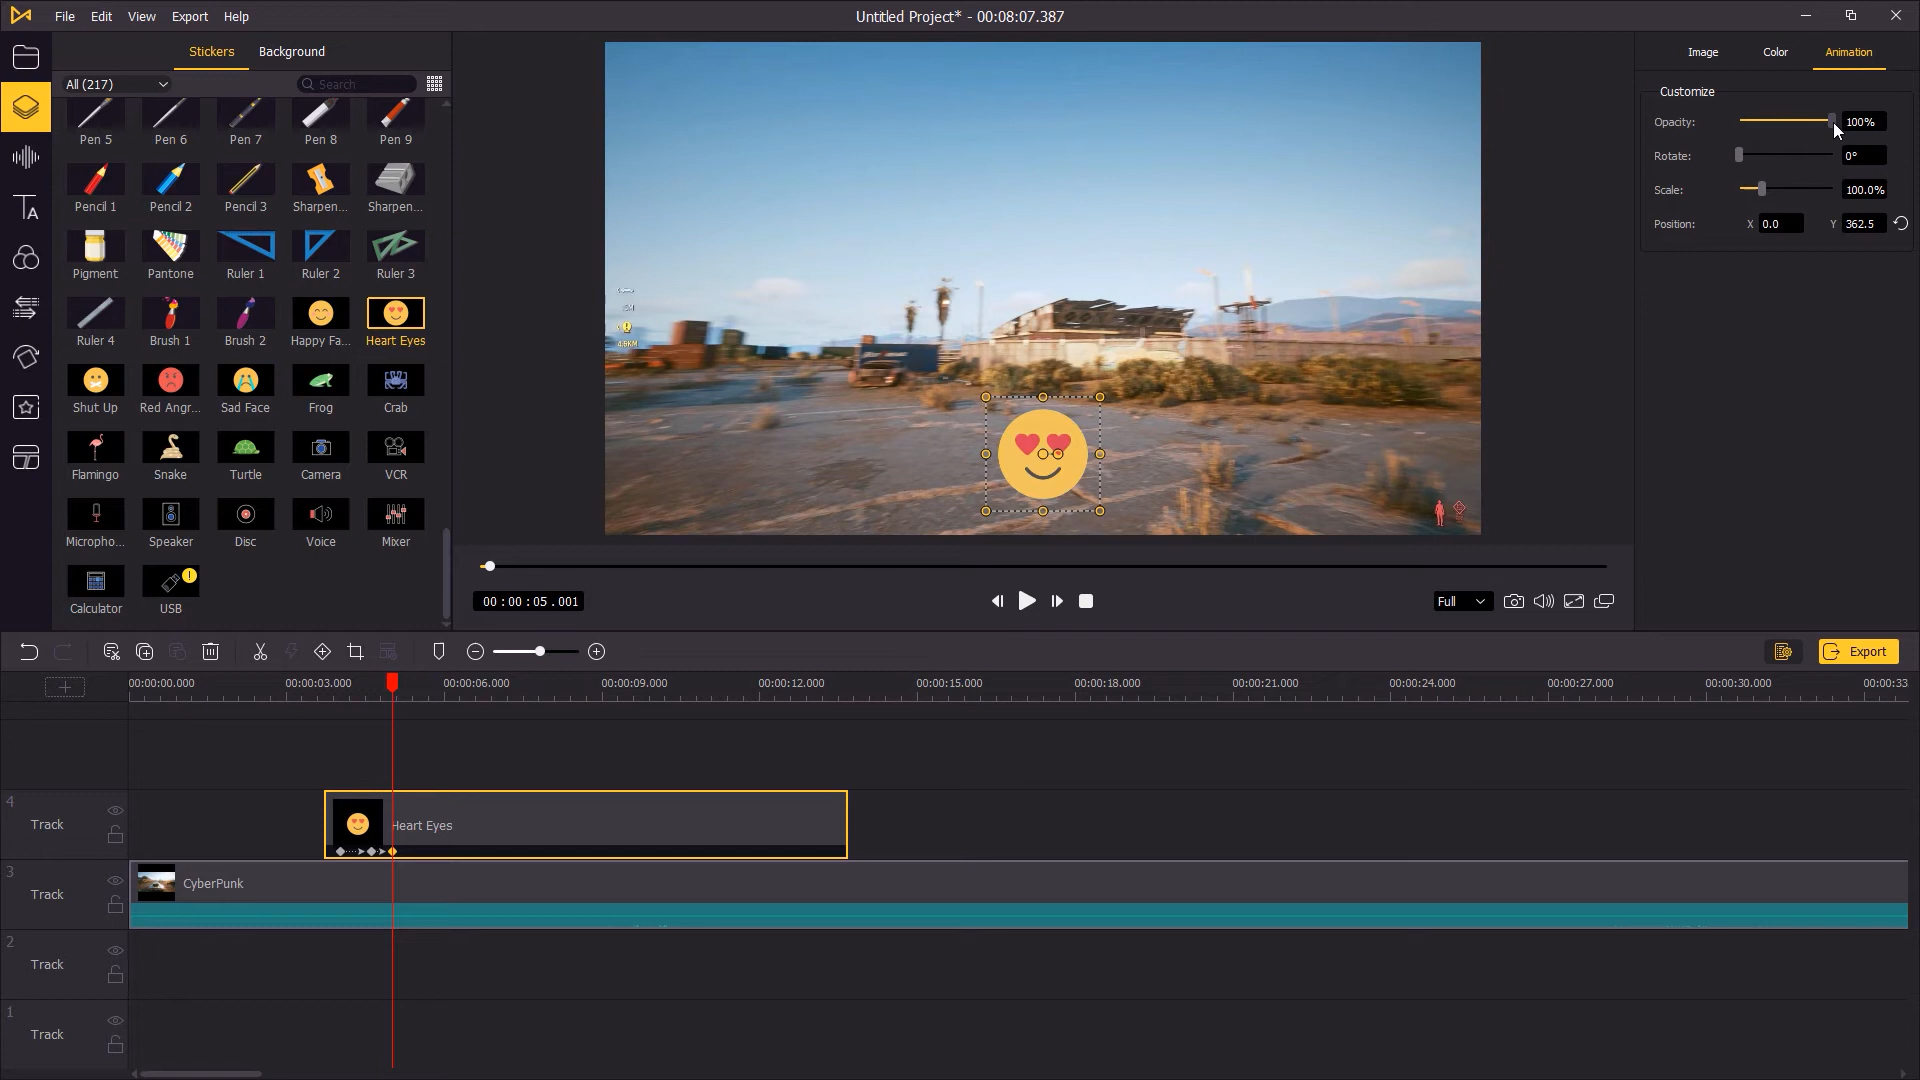 File Edit View Export Help
Untitled Project* - 00:08:07.387
Stickers Background
All (217)
Search
Pen 5 Pen 6 Pen 7 Pen 8 Pen 9
Pencil 1 Pencil 2 Pencil 3 Sharpen... Sharpen...
Pigment Pantone Ruler 1 Ruler 2 Ruler 3
Ruler 4 Brush 1 Brush 2 Happy Fa... Heart Eyes
Shut Up Red Angr... Sad Face Frog Crab
Flamingo Snake Turtle Camera VCR
Micropho... Speaker Disc Voice Mixer
Calculator USB
4.6KM
00:00:05.001
Full
Image Color Animation
Customize
Opacity: 100%
Rotate: 0°
Scale: 100.0%
Position: X 0.0 Y 362.5
Export
00:00:00.000 00:00:03.000 00:00:06.000 00:00:09.000 00:00:12.000 00:00:15.000 00:00:18.000 00:00:21.000 00:00:24.000 00:00:27.000 00:00:30.000 00:00:33
4
Track
Heart Eyes
3
Track
CyberPunk
2
Track
1
Track